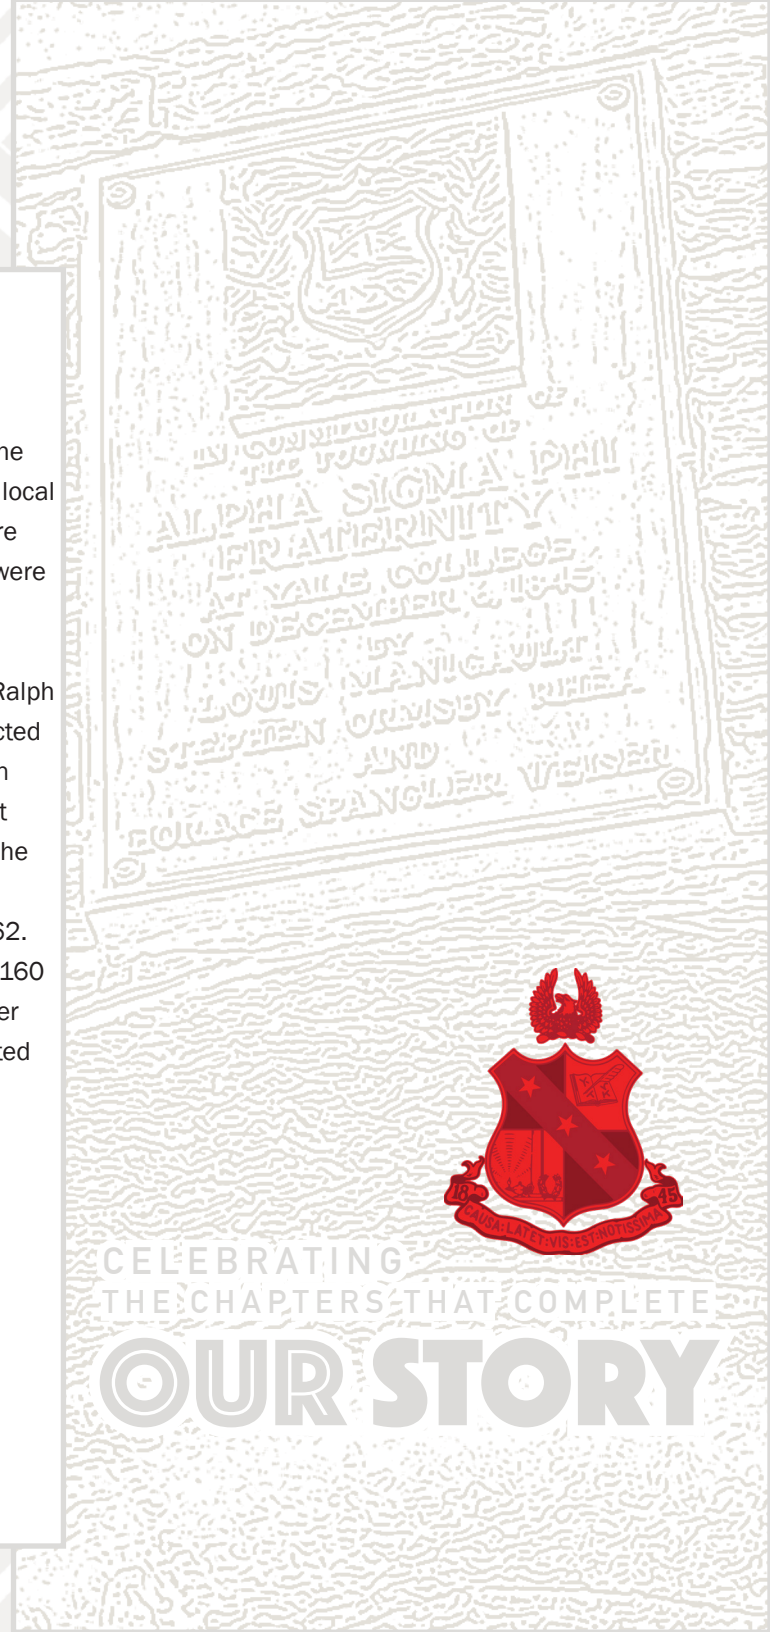 he
local
re
were
Ralph
cted
n
t
he
62.
160
er
ted
IN COMMEMORATION OF
THE FOUNDING OF
ALPHA SIGMA PHI
FRATERNITY
AT YALE COLLEGE
ON DECEMBER 6, 1845
BY
LOUIS MANIGAULT
STEPHEN ORMSBY RHEA
AND
HORACE SPANGLER WEISER
18 45
CAUSA:LATET:VIS:EST:NOTISSIMA
CELEBRATING
THE CHAPTERS THAT COMPLETE
OUR STORY